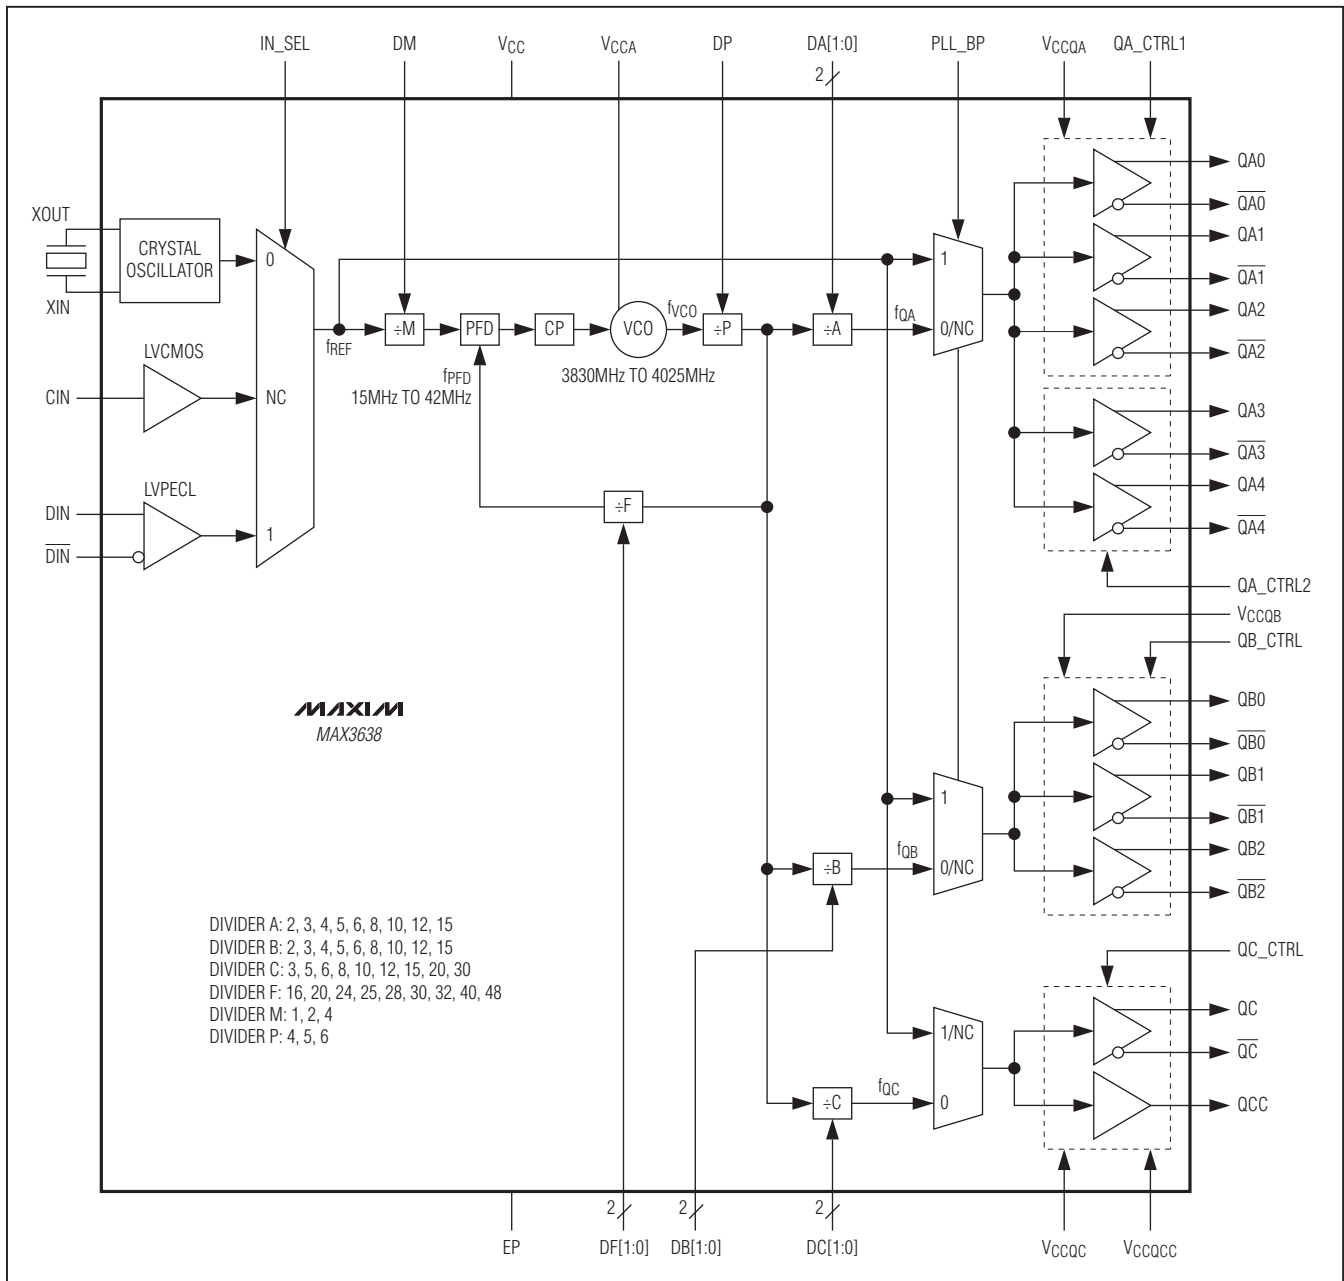 IN_SEL
DM
VCC
VCCA
DP
DA[1:0]
PLL_BP
VCCQA
QA_CTRL1
2
XOUT
XIN
CRYSTAL
OSCILLATOR
0
LVCMOS
CIN
NC
LVPECL
DIN
DIN
1
fREF
÷M
PFD
CP
VCO
fVCO
÷P
÷A
fQA
1
0/NC
fPFD
15MHz TO 42MHz
3830MHz TO 4025MHz
÷F
QA0
QA0
QA1
QA1
QA2
QA2
QA3
QA3
QA4
QA4
QA_CTRL2
VCCQB
QB_CTRL
MAXIM
MAX3638
1
÷B
fQB
0/NC
QB0
QB0
QB1
QB1
QB2
QB2
DIVIDER A: 2, 3, 4, 5, 6, 8, 10, 12, 15
DIVIDER B: 2, 3, 4, 5, 6, 8, 10, 12, 15
DIVIDER C: 3, 5, 6, 8, 10, 12, 15, 20, 30
DIVIDER F: 16, 20, 24, 25, 28, 30, 32, 40, 48
DIVIDER M: 1, 2, 4
DIVIDER P: 4, 5, 6
QC_CTRL
1/NC
÷C
fQC
0
QC
QC
QCC
2
2
2
EP
DF[1:0]
DB[1:0]
DC[1:0]
VCCQC
VCCQCC